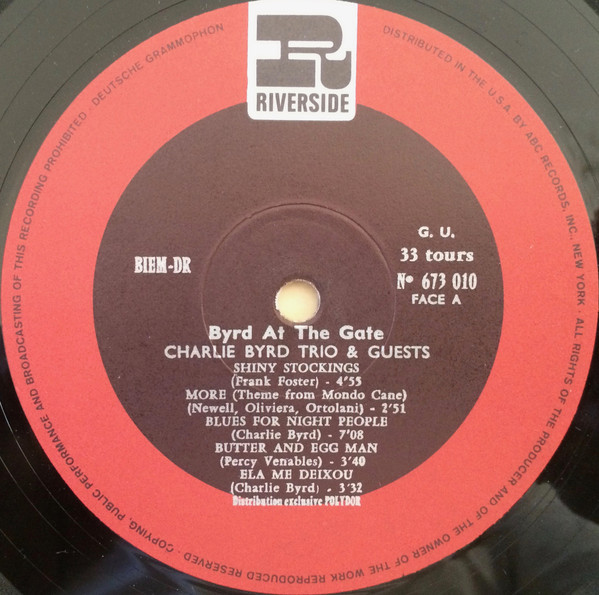 R
RIVERSIDE
DISTRIBUTED IN THE U.S.A. BY ABC RECORDS, INC., NEW YORK · ALL RIGHTS OF THE PRODUCER AND OF THE OWNER OF THE WORK REPRODUCED RESERVED · COPYING, PUBLIC PERFORMANCE AND BROADCASTING OF THIS RECORDING PROHIBITED · DEUTSCHE GRAMMOPHON
G. U.
BIEM-DR
33 tours
N• 673 010
FACE A
Byrd At The Gate
CHARLIE BYRD TRIO & GUESTS
SHINY STOCKINGS
(Frank Foster) - 4'55
MORE (Theme from Mondo Cane)
(Newell, Oliviera, Ortolani) - 2'51
BLUES FOR NIGHT PEOPLE
(Charlie Byrd) - 7'08
BUTTER AND EGG MAN
(Percy Venables) - 3'40
ELA ME DEIXOU
(Charlie Byrd) - 3'32
Distribution exclusive POLYDOR